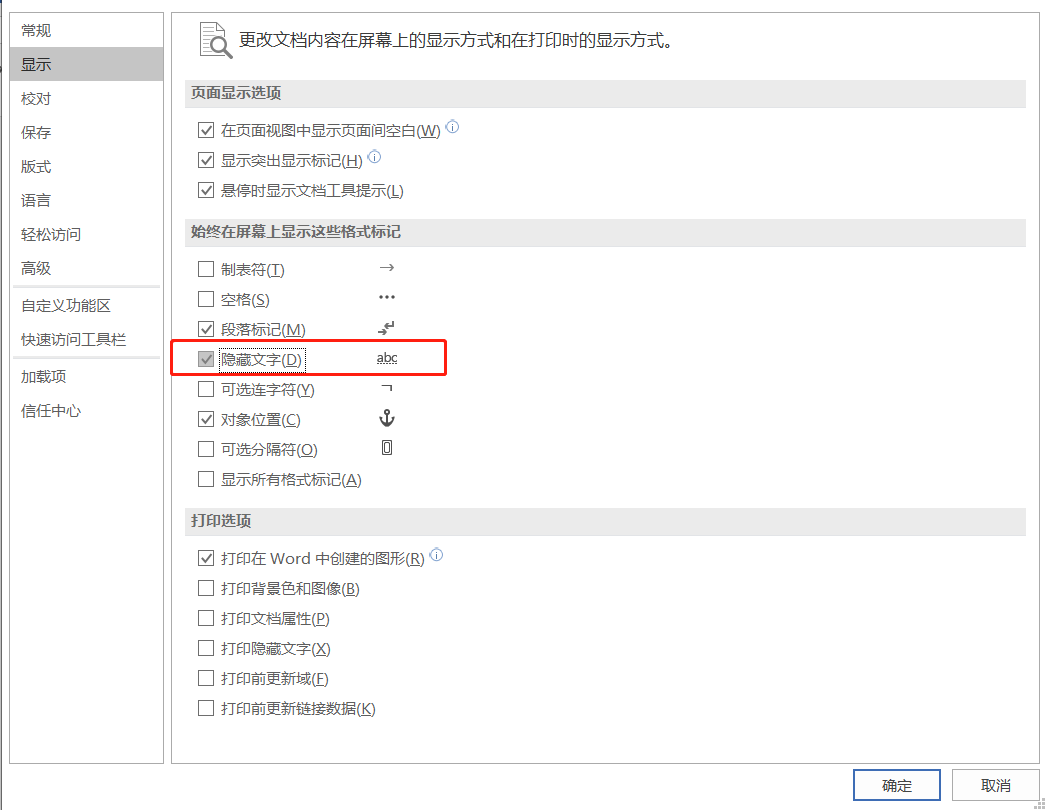 常规
显示
校对
保存
版式
语言
轻松访问
高级
自定义功能区
快速访问工具栏
加载项
信任中心
更改文档内容在屏幕上的显示方式和在打印时的显示方式。
页面显示选项
在页面视图中显示页面间空白(W)
显示突出显示标记(H)
悬停时显示文档工具提示(L)
始终在屏幕上显示这些格式标记
制表符(T) →
空格(S) •••
段落标记(M)
隐藏文字(D) abc
可选连字符(Y) ¬
对象位置(C)
可选分隔符(O)
显示所有格式标记(A)
打印选项
打印在 Word 中创建的图形(R)
打印背景色和图像(B)
打印文档属性(P)
打印隐藏文字(X)
打印前更新域(F)
打印前更新链接数据(K)
确定 取消